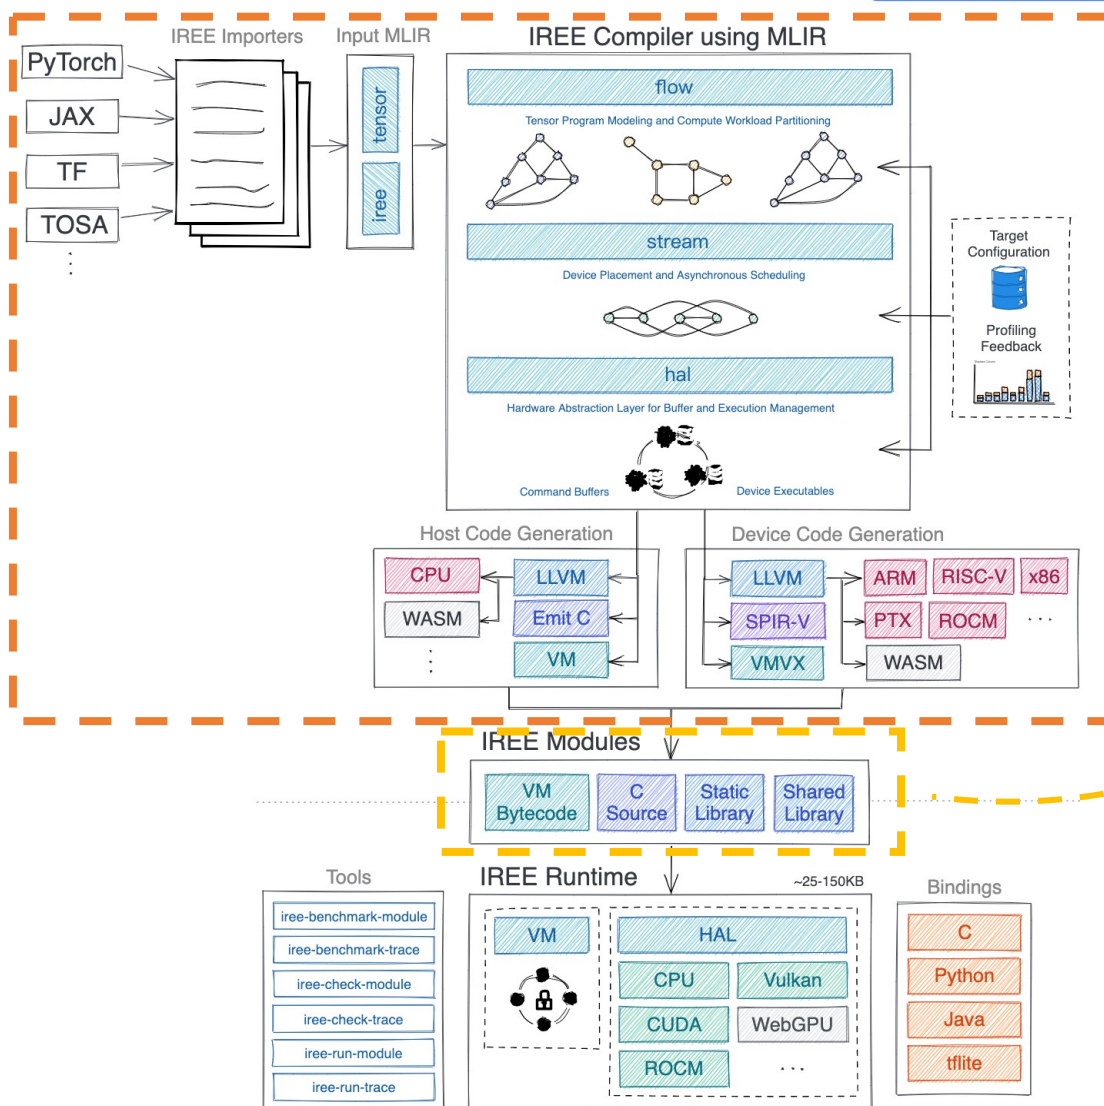 IREE Importers
Input MLIR
IREE Compiler using MLIR
PyTorch
JAX
TF
TOSA
tensor
iree
flow
Tensor Program Modeling and Compute Workload Partitioning
stream
Device Placement and Asynchronous Scheduling
hal
Hardware Abstraction Layer for Buffer and Execution Management
Command Buffers
Device Executables
Target
Configuration
Profiling
Feedback
Host Code Generation
CPU
LLVM
WASM
Emit C
VM
Device Code Generation
LLVM
ARM
RISC-V
x86
SPIR-V
PTX
ROCM
...
VMVX
WASM
IREE Modules
VM
Bytecode
C
Source
Static
Library
Shared
Library
Tools
iree-benchmark-module
iree-benchmark-trace
iree-check-module
iree-check-trace
iree-run-module
iree-run-trace
IREE Runtime
~25-150KB
VM
HAL
CPU
Vulkan
CUDA
WebGPU
ROCM
...
Bindings
C
Python
Java
tflite